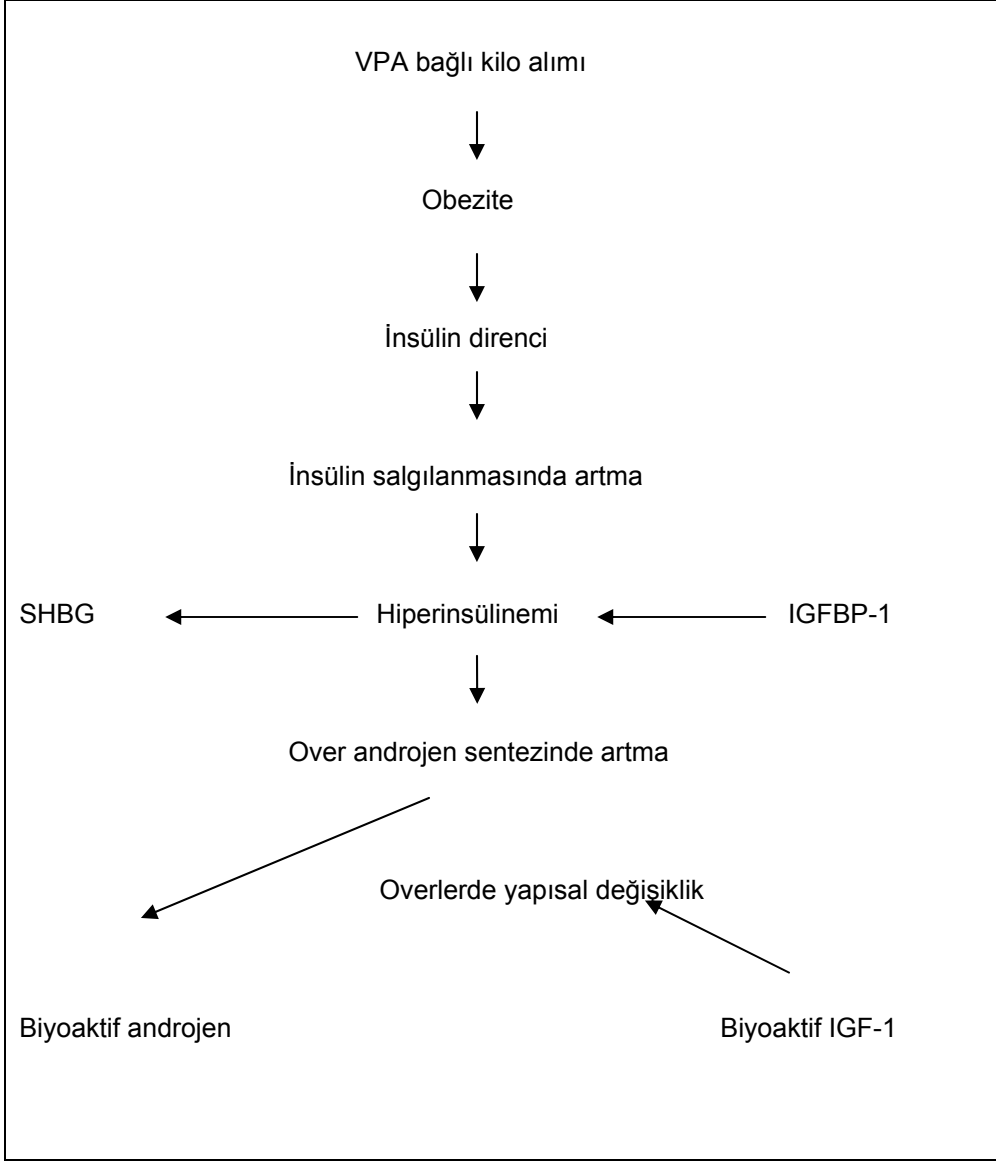 VPA bağlı kilo alımı
Obezite
İnsülin direnci
İnsülin salgılanmasında artma
SHBG Hiperinsülinemi IGFBP-1
Over androjen sentezinde artma
Overlerde yapısal değişiklik
Biyoaktif androjen Biyoaktif IGF-1